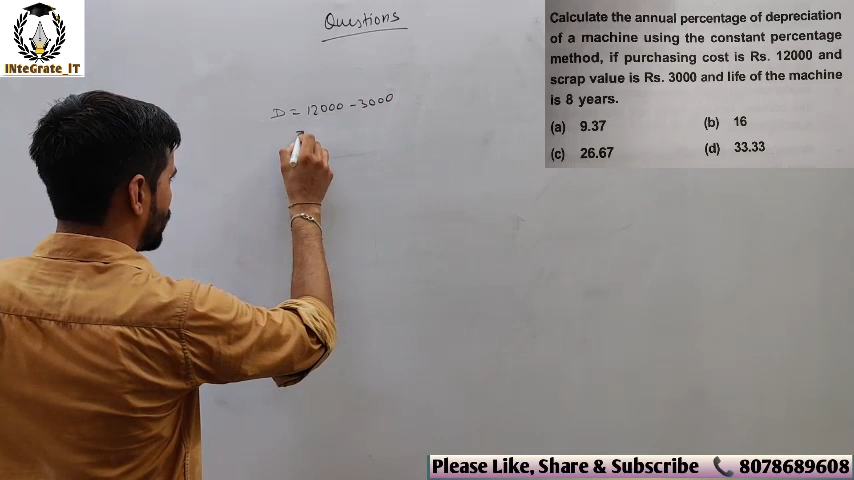 INteGrate_IT
Questions
D = 12000 - 3000
Calculate the annual percentage of depreciation
of a machine using the constant percentage
method, if purchasing cost is Rs. 12000 and
scrap value is Rs. 3000 and life of the machine
is 8 years.
(a) 9.37 (b) 16
(c) 26.67 (d) 33.33
Please Like, Share & Subscribe 8078689608